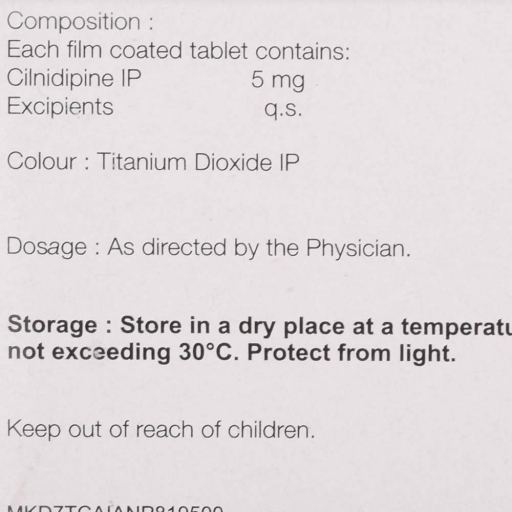 Composition :
Each film coated tablet contains:
Cilnidipine IP 5 mg
Excipients q.s.
Colour : Titanium Dioxide IP
Dosage : As directed by the Physician.
Storage : Store in a dry place at a temperatu
not exceeding 30°C. Protect from light.
Keep out of reach of children.